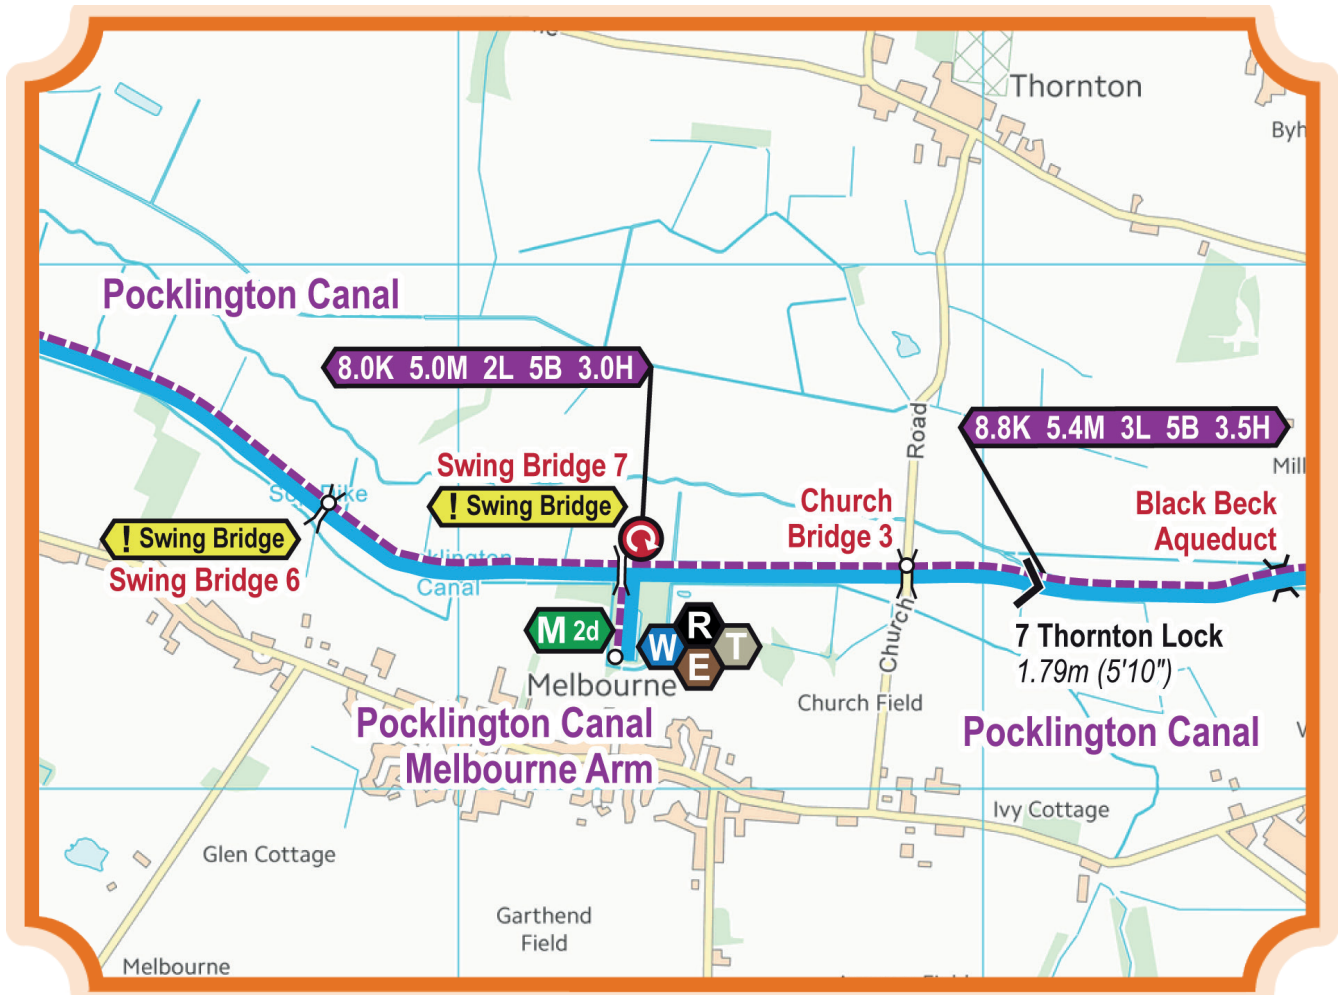 Thornton
Byh
Pocklington Canal
8.0K 5.0M 2L 5B 3.0H
8.8K 5.4M 3L 5B 3.5H
Road
Mill
Swing Bridge 7
! Swing Bridge
Church
Bridge 3
Black Beck
Aqueduct
! Swing Bridge
Swing Bridge 6
klington
Canal
Church
M 2d
W
R
E
T
7 Thornton Lock
1.79m (5'10")
Melbourne
Church Field
Pocklington Canal
Melbourne Arm
Pocklington Canal
Ivy Cottage
Glen Cottage
Garthend
Field
Melbourne